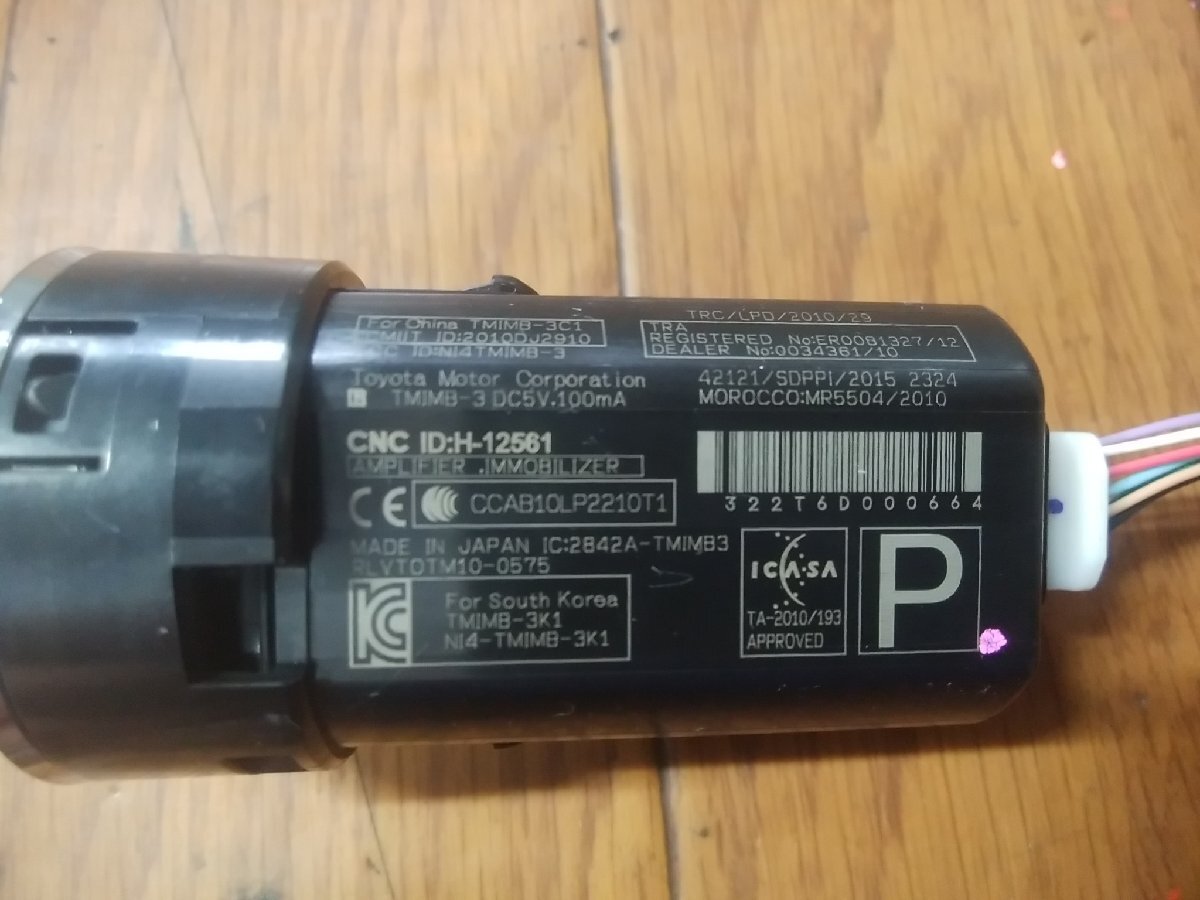 For China TMIMB-3C1
CMIIT ID:2010DJ2910
ID:NI4TMIMB-3
Toyota Motor Corporation
TMIMB-3 DC5V.100mA
CNC ID:H-12561
AMPLIFIER ,IMMOBILIZER
CE
CCAB10LP2210T1
MADE IN JAPAN IC:2842A-TMIMB3
RLVTOTM10-0575
KC
For South Korea
TMIMB-3K1
NI4-TMIMB-3K1
TRC/LPD/2010/29
TRA
REGISTERED No:ER0081327/12
DEALER No:0034361/10
42121/SDPPI/2015 2324
MOROCCO:MR5504/2010
322T6D000664
ICASA
TA-2010/193
APPROVED
P